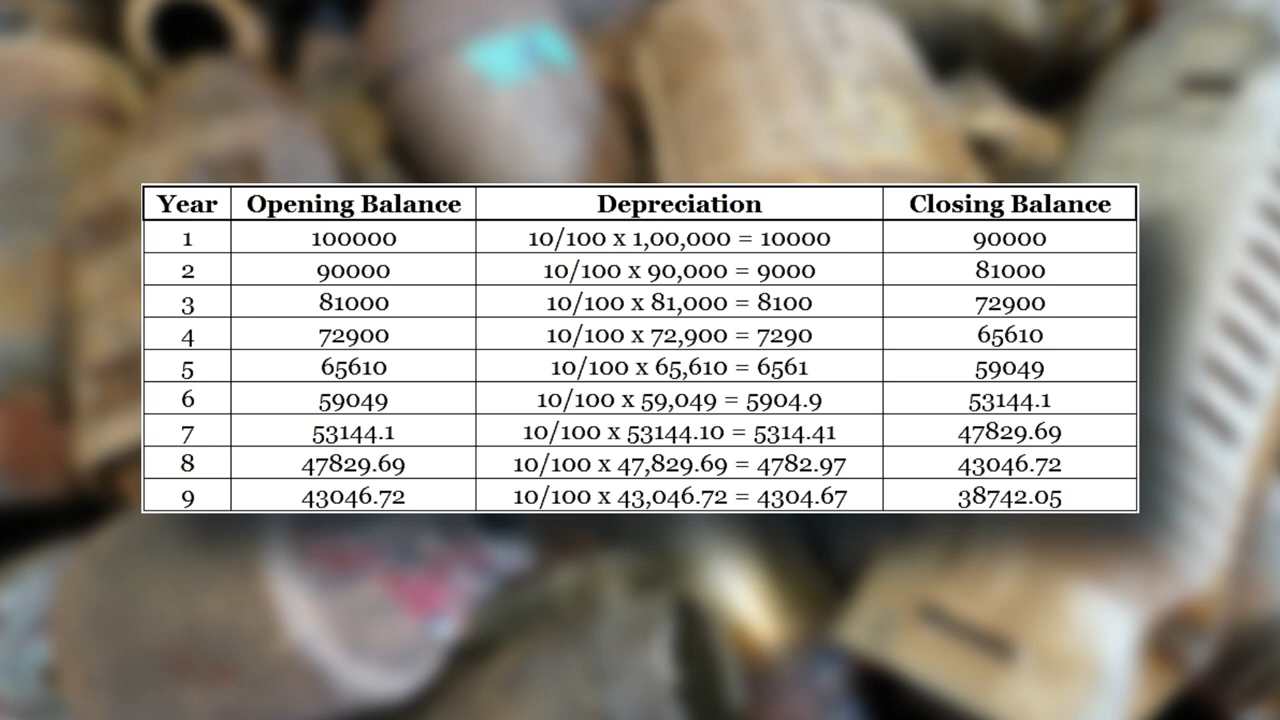 Year Opening Balance Depreciation Closing Balance
1 100000 10/100 x 1,00,000 = 10000 90000
2 90000 10/100 x 90,000 = 9000 81000
3 81000 10/100 x 81,000 = 8100 72900
4 72900 10/100 x 72,900 = 7290 65610
5 65610 10/100 x 65,610 = 6561 59049
6 59049 10/100 x 59,049 = 5904.9 53144.1
7 53144.1 10/100 x 53144.10 = 5314.41 47829.69
8 47829.69 10/100 x 47,829.69 = 4782.97 43046.72
9 43046.72 10/100 x 43,046.72 = 4304.67 38742.05